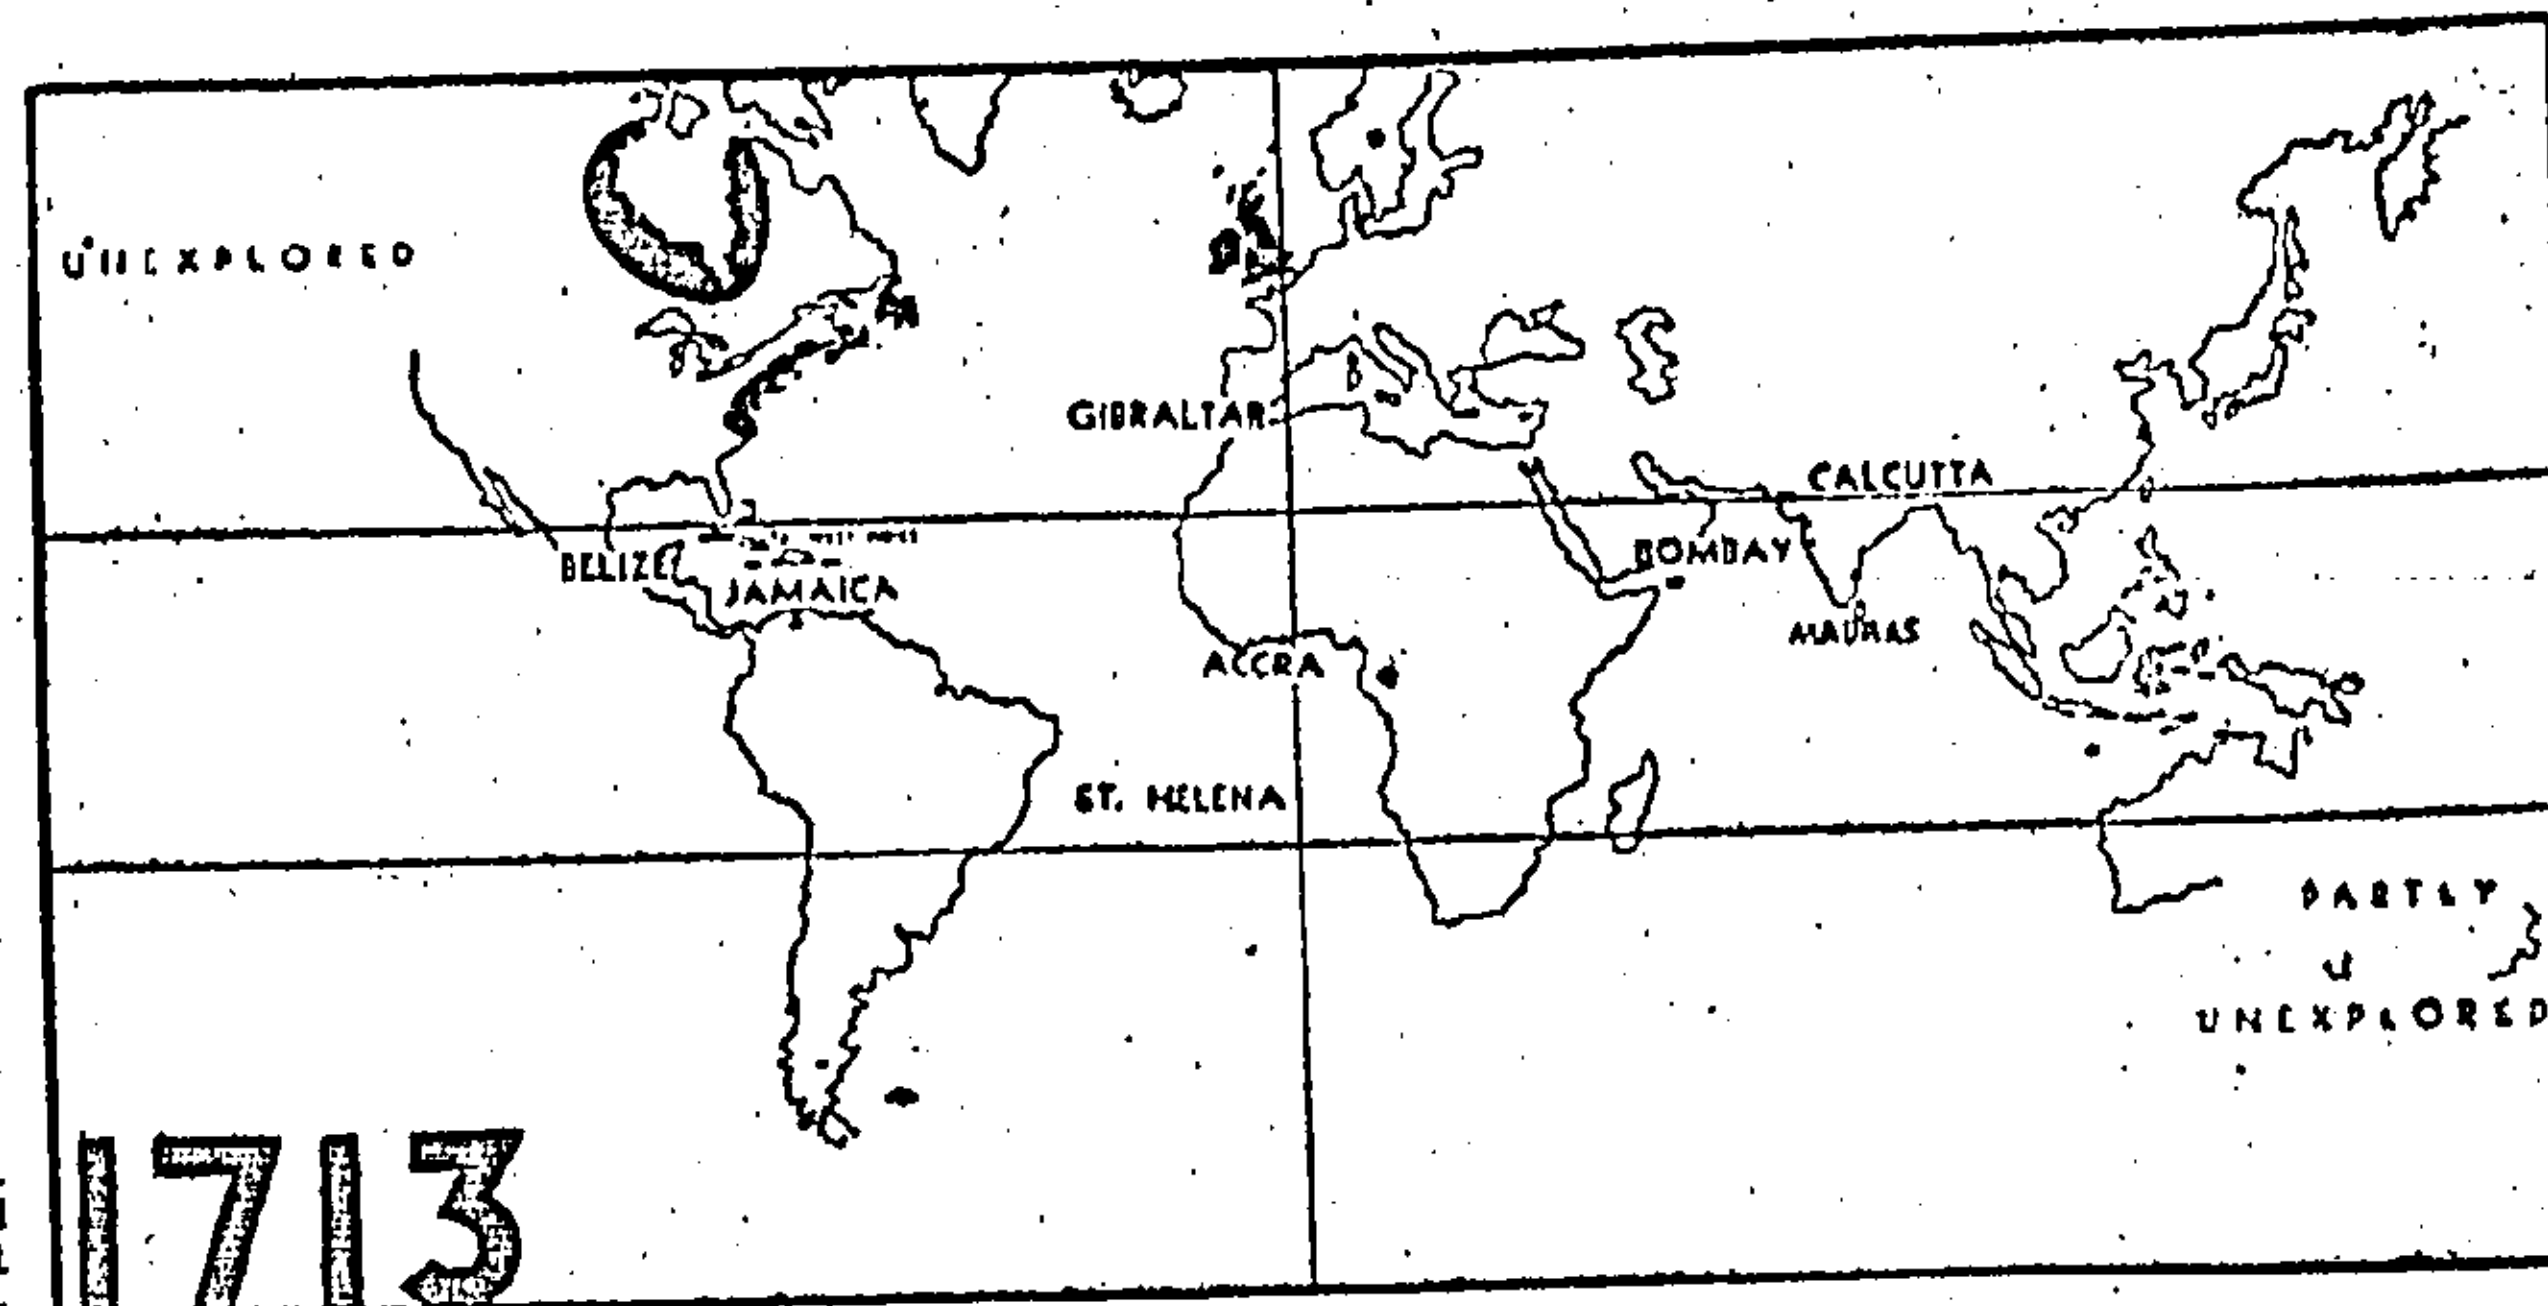 UNEXPLORED
GIBRALTAR
CALCUTTA
BELIZE
BOMBAY
JAMAICA
MADRAS
ACCRA
ST. HELENA
PARTLY
UNEXPLORED
1713